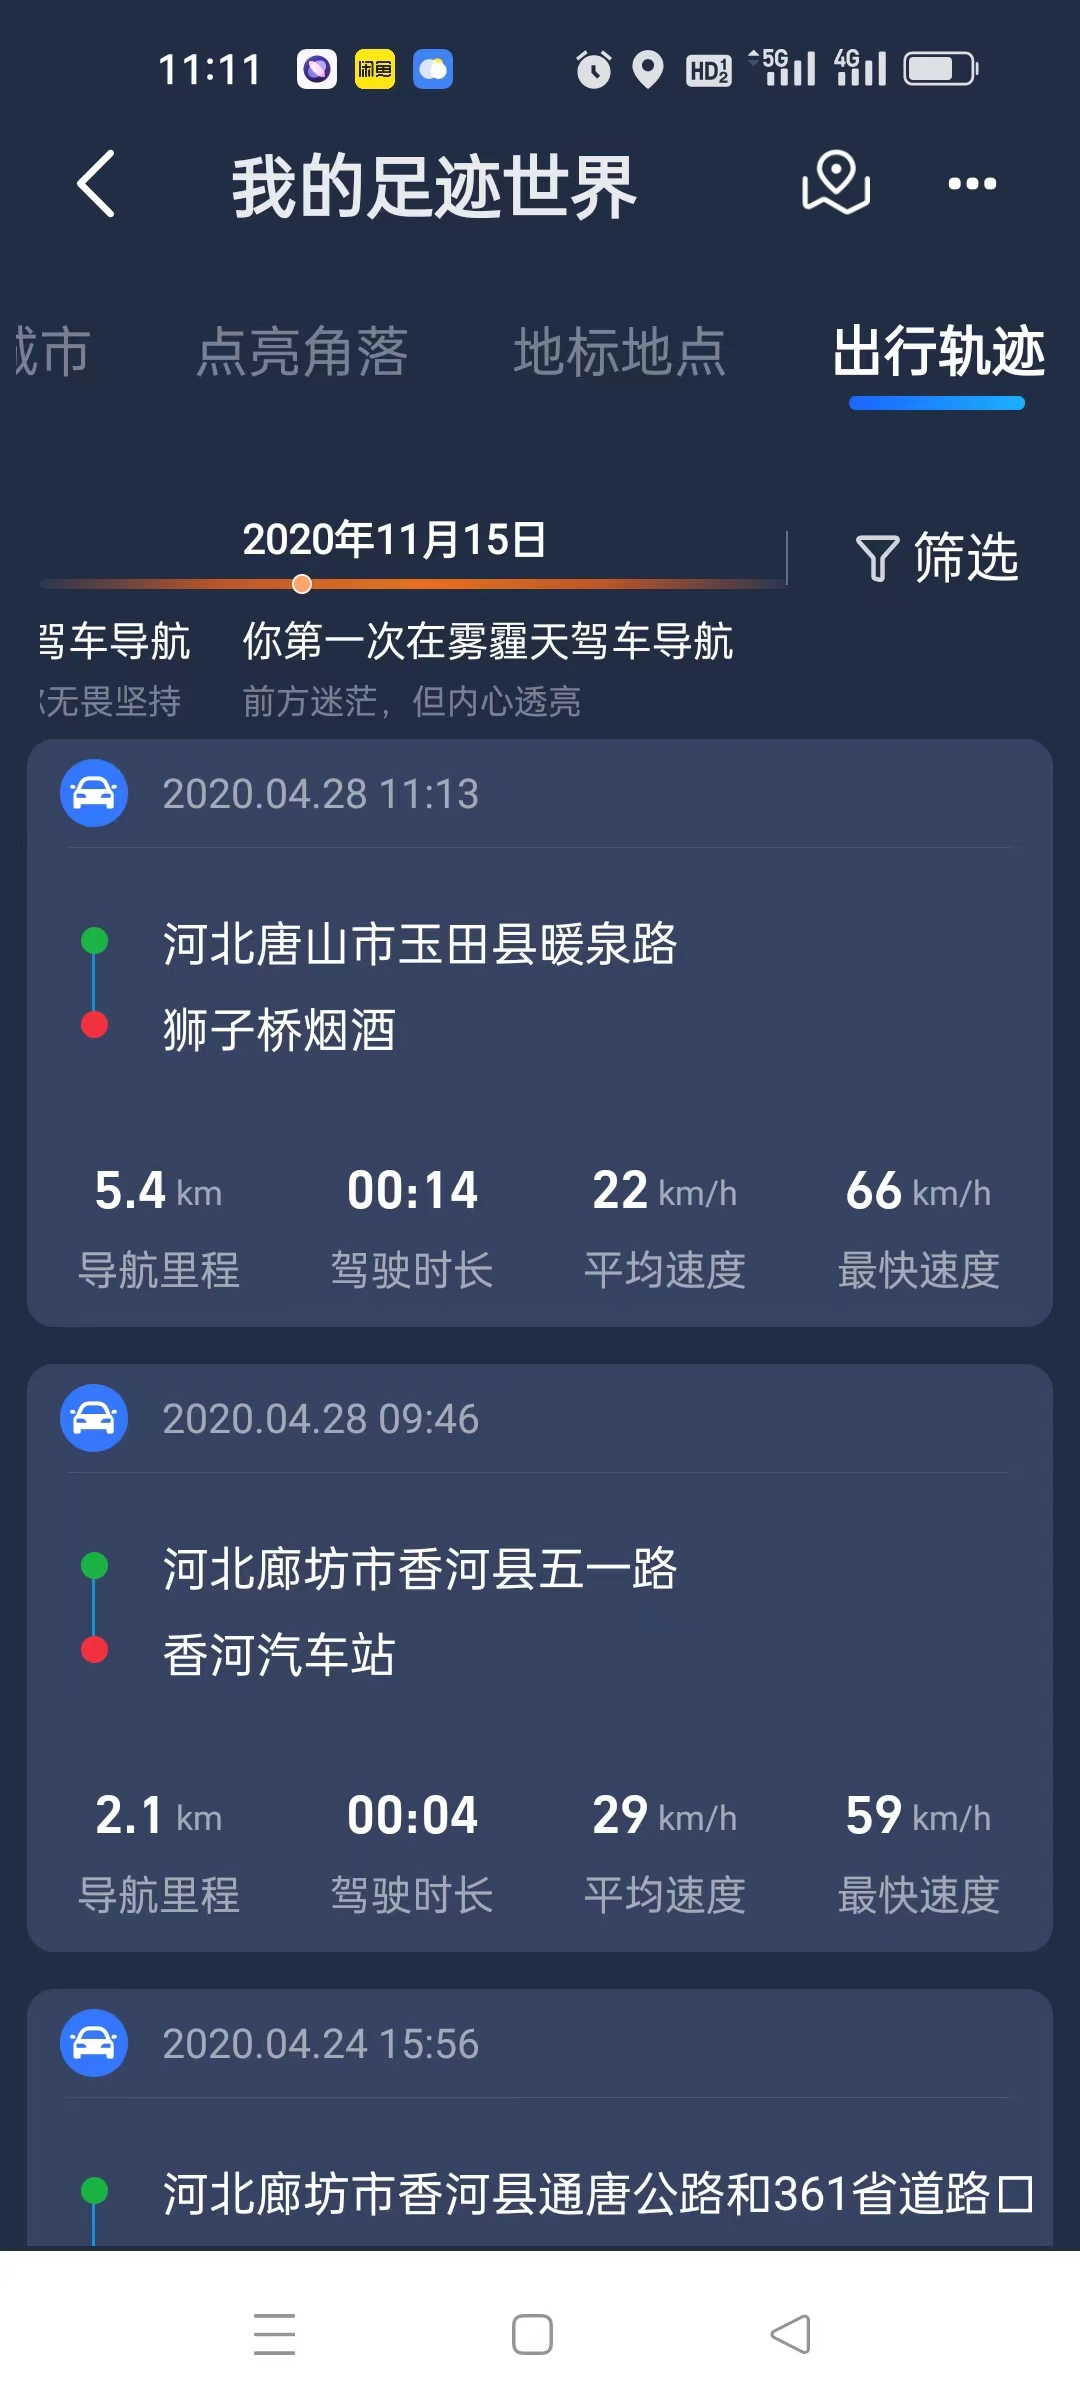 11:11 闲鱼 HD 1 2 5G 4G
我的足迹世界
城市 点亮角落 地标地点 出行轨迹
2020年11月15日
筛选
驾车导航 你第一次在雾霾天驾车导航
无畏坚持 前方迷茫，但内心透亮
2020.04.28 11:13
河北唐山市玉田县暖泉路
狮子桥烟酒
5.4 km 00:14 22 km/h 66 km/h
导航里程 驾驶时长 平均速度 最快速度
2020.04.28 09:46
河北廊坊市香河县五一路
香河汽车站
2.1 km 00:04 29 km/h 59 km/h
导航里程 驾驶时长 平均速度 最快速度
2020.04.24 15:56
河北廊坊市香河县通唐公路和361省道路口